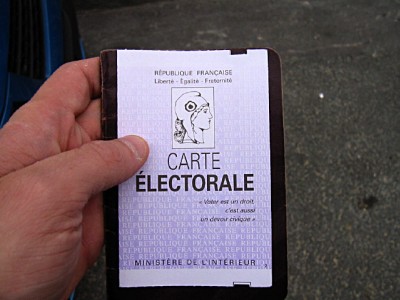 RÉPUBLIQUE FRANÇAISE
Liberté - Égalité - Fraternité
CARTE
ÉLECTORALE
« Voter est un droit,
c'est aussi
un devoir civique »
MINISTÈRE DE L'INTÉRIEUR